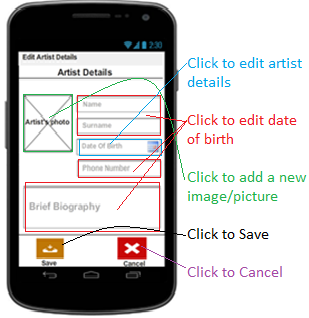 2:30
Edit Artist Details
Artist Details
Artist's photo
Name
Surname
Date Of Birth
Phone Number
Brief Biography
Save
Cancel
Click to edit artist
details
Click to edit date
of birth
Click to add a new
image/picture
Click to Save
Click to Cancel